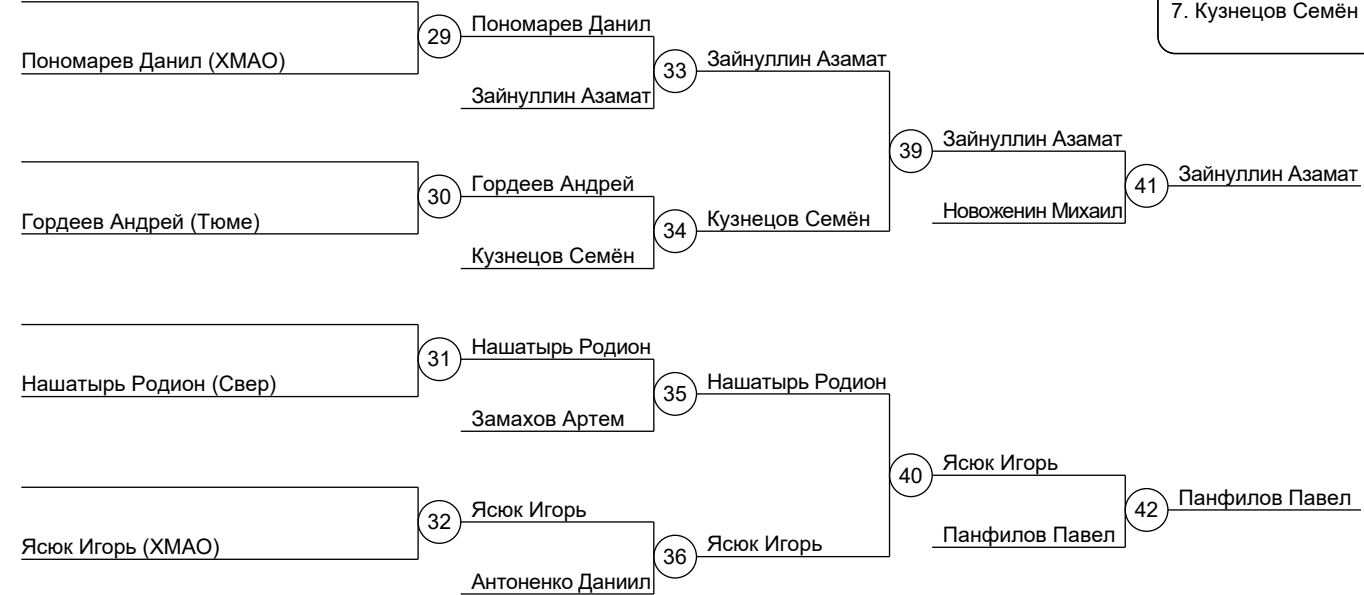 7. Кузнецов Семён
29
Пономарев Данил
Пономарев Данил (ХМАО)
33
Зайнуллин Азамат
Зайнуллин Азамат
39
Зайнуллин Азамат
41
Зайнуллин Азамат
30
Гордеев Андрей
Гордеев Андрей (Тюме)
34
Кузнецов Семён
Новоженин Михаил
Кузнецов Семён
31
Нашатырь Родион
Нашатырь Родион (Свер)
35
Нашатырь Родион
Замахов Артем
40
Ясюк Игорь
42
Панфилов Павел
32
Ясюк Игорь
Панфилов Павел
Ясюк Игорь (ХМАО)
36
Ясюк Игорь
Антоненко Даниил